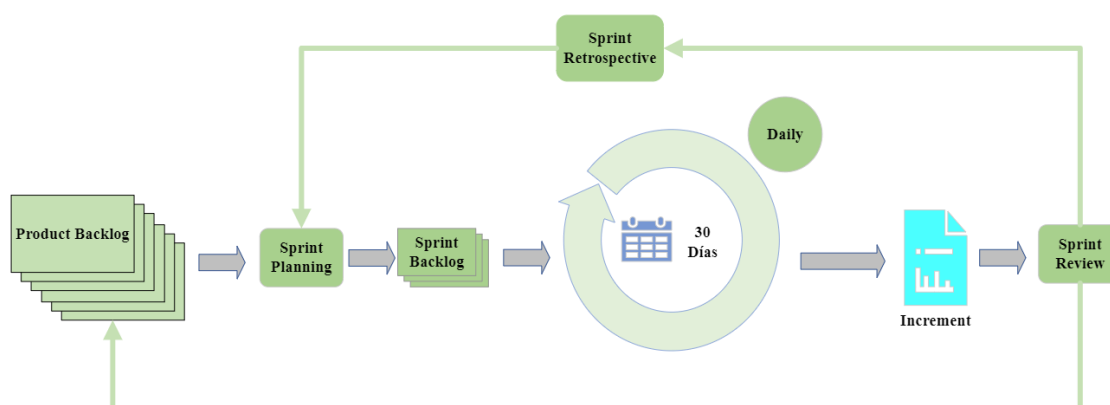 Sprint
Retrospective
Daily
Product Backlog
Sprint
Planning
Sprint
Backlog
30
Días
Increment
Sprint
Review